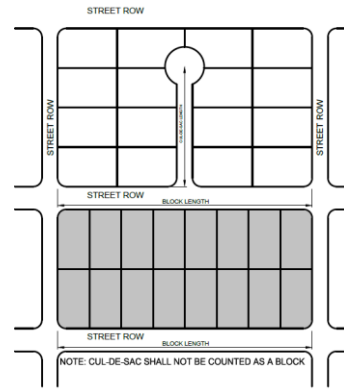 STREET ROW
STREET ROW
STREET ROW
CUL-DE-SAC LENGTH
STREET ROW
BLOCK LENGTH
STREET ROW
BLOCK LENGTH
NOTE: CUL-DE-SAC SHALL NOT BE COUNTED AS A BLOCK